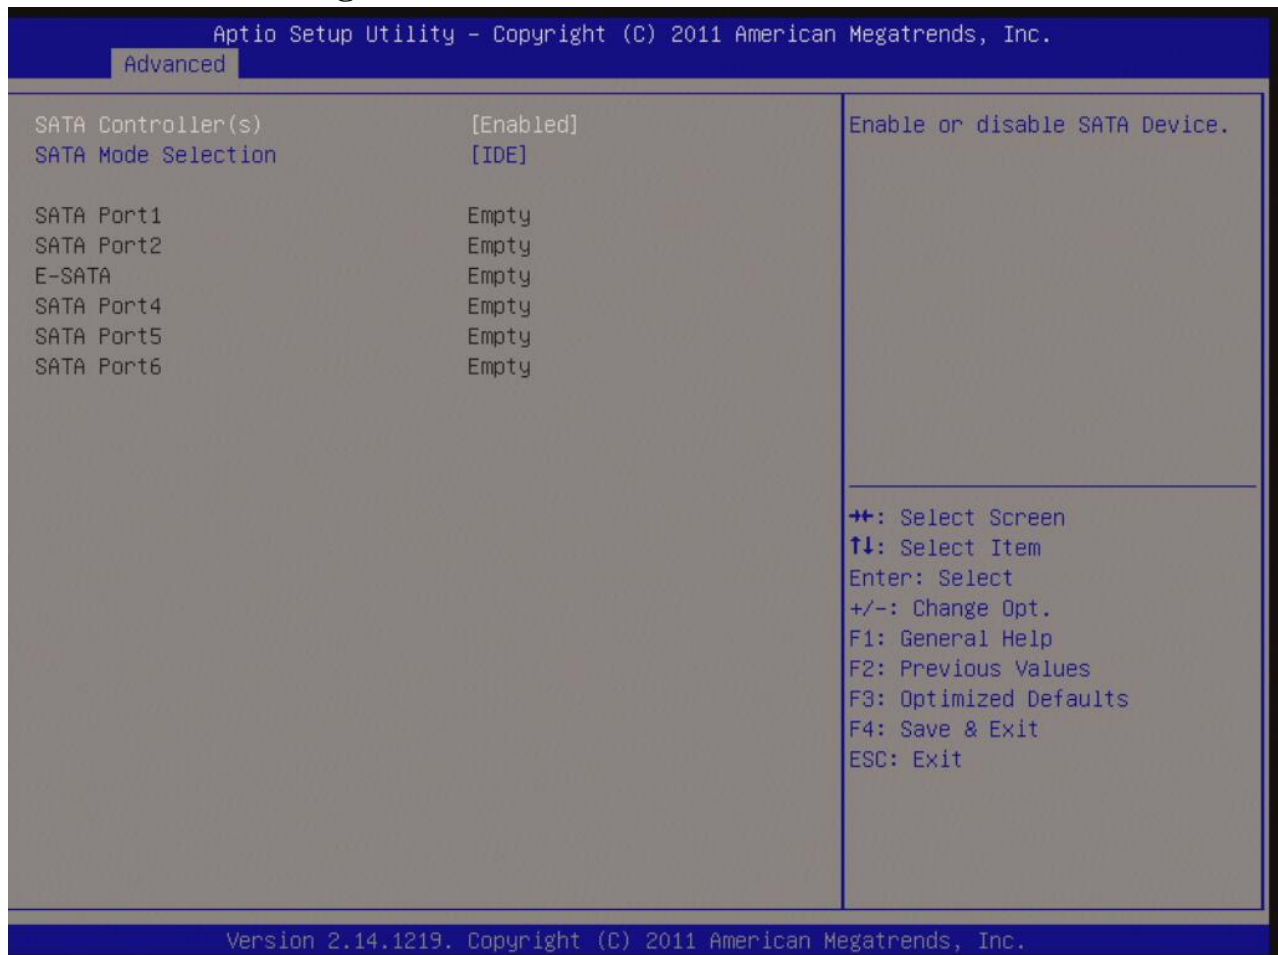 Aptio Setup Utility – Copyright (C) 2011 American Megatrends, Inc.
Advanced
SATA Controller(s) [Enabled]
SATA Mode Selection [IDE]
SATA Port1 Empty
SATA Port2 Empty
E-SATA Empty
SATA Port4 Empty
SATA Port5 Empty
SATA Port6 Empty
Enable or disable SATA Device.
→←: Select Screen
↑↓: Select Item
Enter: Select
+/-: Change Opt.
F1: General Help
F2: Previous Values
F3: Optimized Defaults
F4: Save & Exit
ESC: Exit
Version 2.14.1219. Copyright (C) 2011 American Megatrends, Inc.